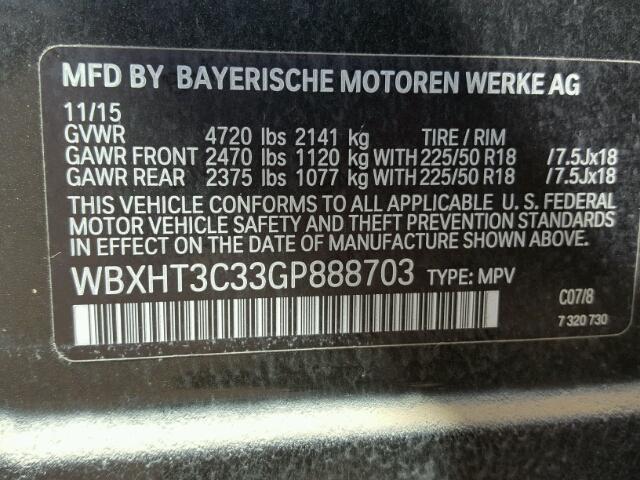 MFD BY BAYERISCHE MOTOREN WERKE AG
11/15
GVWR 4720 lbs 2141 kg TIRE / RIM
GAWR FRONT 2470 lbs 1120 kg WITH 225/50 R18 /7.5Jx18
GAWR REAR 2375 lbs 1077 kg WITH 225/50 R18 /7.5Jx18
THIS VEHICLE CONFORMS TO ALL APPLICABLE U. S. FEDERAL
MOTOR VEHICLE SAFETY AND THEFT PREVENTION STANDARDS
IN EFFECT ON THE DATE OF MANUFACTURE SHOWN ABOVE.
WBXHT3C33GP888703 TYPE: MPV
C07/8
7 320 730